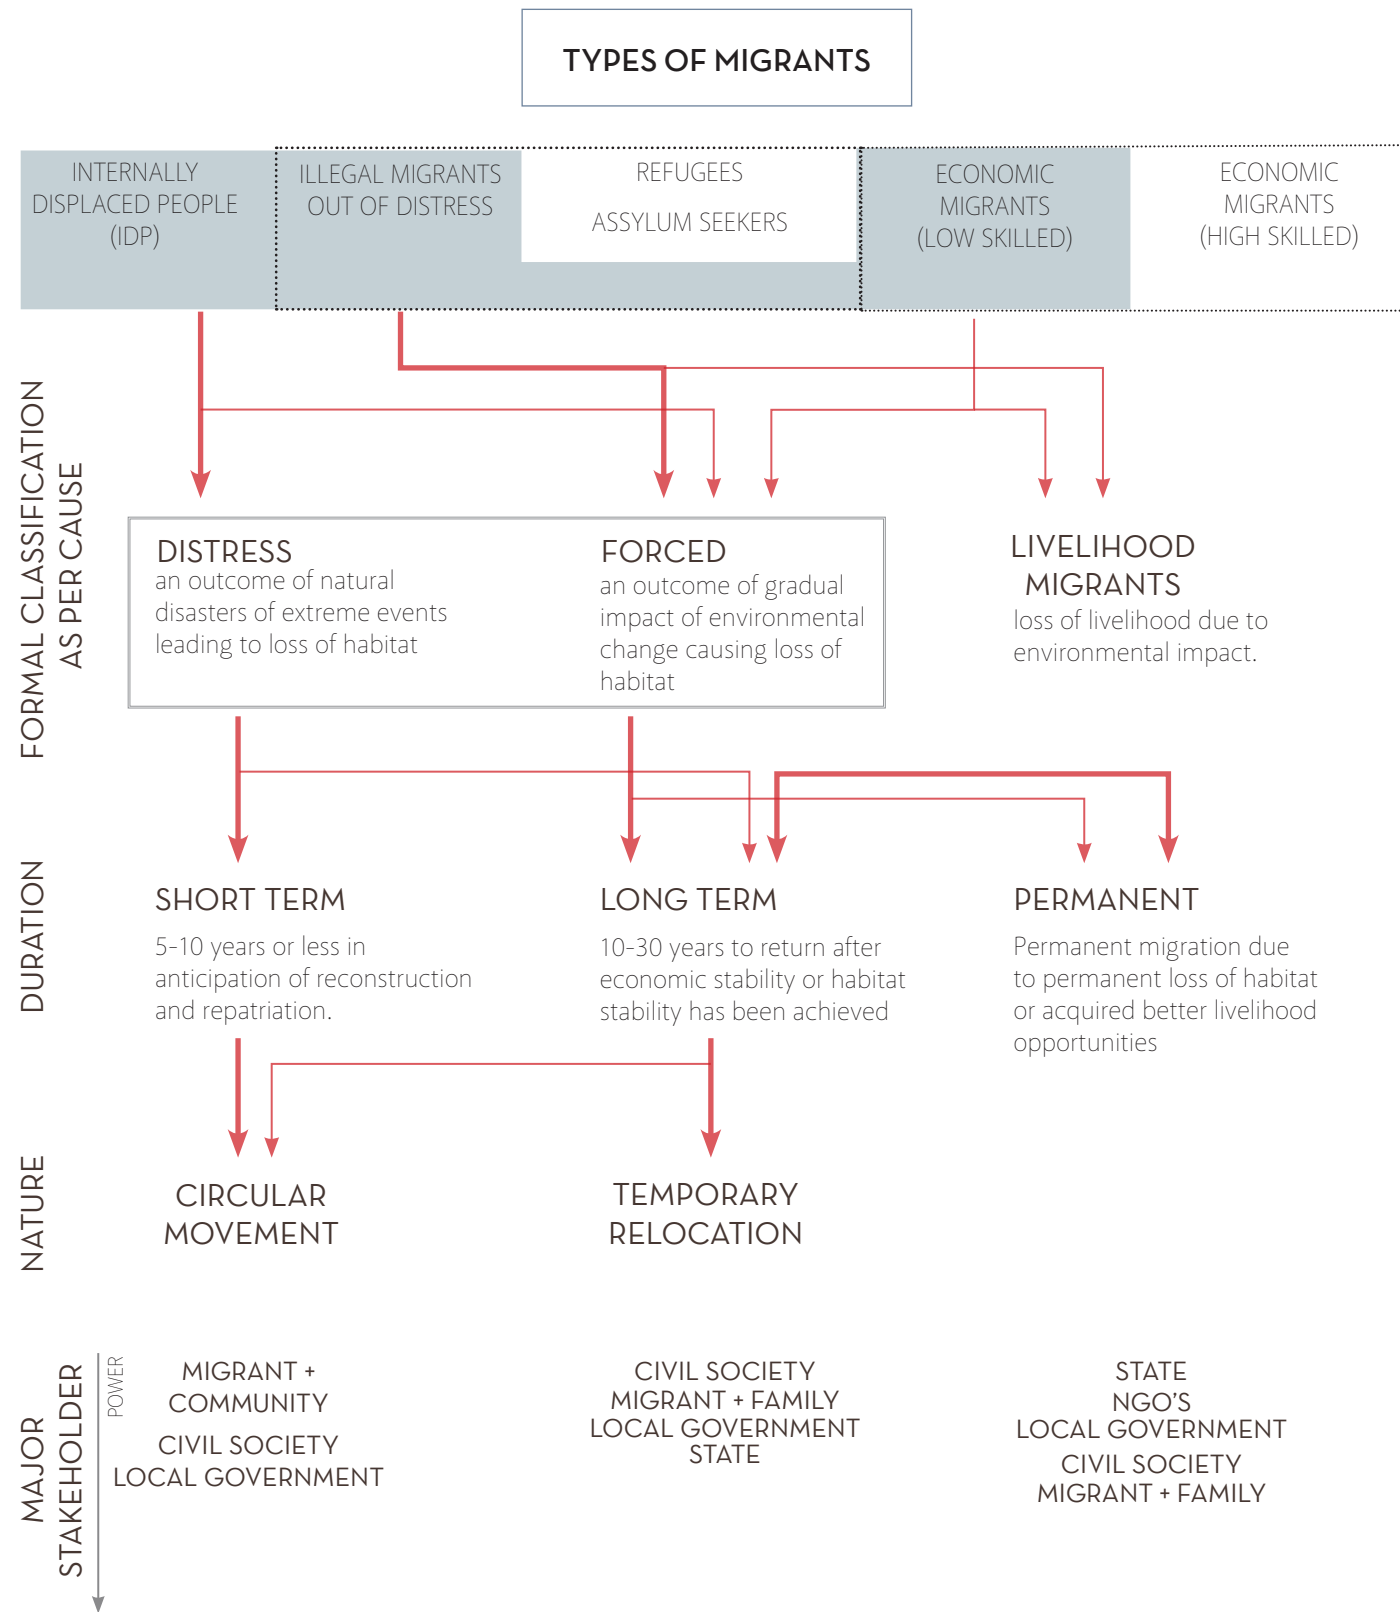 TYPES OF MIGRANTS
INTERNALLY
DISPLACED PEOPLE
(IDP)
ILLEGAL MIGRANTS
OUT OF DISTRESS
REFUGEES
ASSYLUM SEEKERS
ECONOMIC
MIGRANTS
(LOW SKILLED)
ECONOMIC
MIGRANTS
(HIGH SKILLED)
FORMAL CLASSIFICATION
AS PER CAUSE
DISTRESS
an outcome of natural
disasters of extreme events
leading to loss of habitat
FORCED
an outcome of gradual
impact of environmental
change causing loss of
habitat
LIVELIHOOD
MIGRANTS
loss of livelihood due to
environmental impact.
DURATION
SHORT TERM
5-10 years or less in
anticipation of reconstruction
and repatriation.
LONG TERM
10-30 years to return after
economic stability or habitat
stability has been achieved
PERMANENT
Permanent migration due
to permanent loss of habitat
or acquired better livelihood
opportunities
NATURE
CIRCULAR
MOVEMENT
TEMPORARY
RELOCATION
MAJOR
STAKEHOLDER
POWER
MIGRANT +
COMMUNITY
CIVIL SOCIETY
LOCAL GOVERNMENT
CIVIL SOCIETY
MIGRANT + FAMILY
LOCAL GOVERNMENT
STATE
STATE
NGO'S
LOCAL GOVERNMENT
CIVIL SOCIETY
MIGRANT + FAMILY